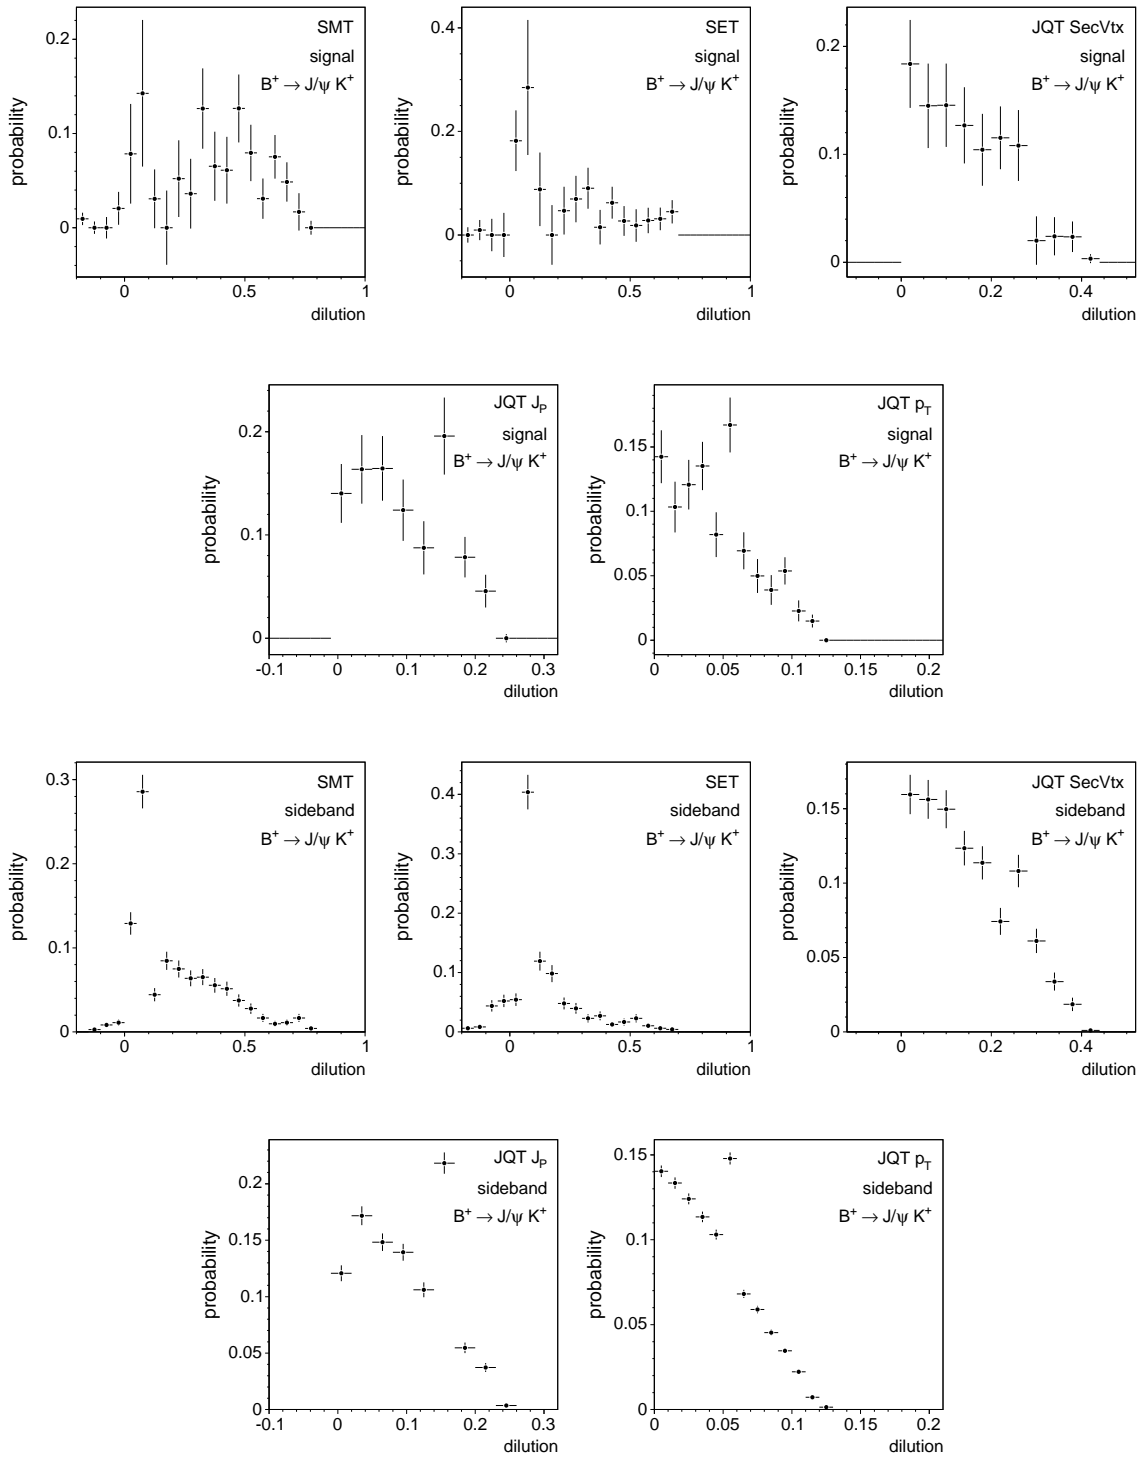 SMT
signal
B⁺ → J/ψ K⁺
probability
0.2
0.1
0
0 0.5 1
dilution
SET
signal
B⁺ → J/ψ K⁺
probability
0.4
0.2
0
0 0.5 1
dilution
JQT SecVtx
signal
B⁺ → J/ψ K⁺
probability
0.2
0.1
0
0 0.2 0.4
dilution
JQT J_P
signal
B⁺ → J/ψ K⁺
probability
0.2
0.1
0
-0.1 0 0.1 0.2 0.3
dilution
JQT p_T
signal
B⁺ → J/ψ K⁺
probability
0.15
0.1
0.05
0
0 0.05 0.1 0.15 0.2
dilution
SMT
sideband
B⁺ → J/ψ K⁺
probability
0.3
0.2
0.1
0
0 0.5 1
dilution
SET
sideband
B⁺ → J/ψ K⁺
probability
0.4
0.3
0.2
0.1
0
0 0.5 1
dilution
JQT SecVtx
sideband
B⁺ → J/ψ K⁺
probability
0.15
0.1
0.05
0
0 0.2 0.4
dilution
JQT J_P
sideband
B⁺ → J/ψ K⁺
probability
0.2
0.15
0.1
0.05
0
-0.1 0 0.1 0.2 0.3
dilution
JQT p_T
sideband
B⁺ → J/ψ K⁺
probability
0.15
0.1
0.05
0
0 0.05 0.1 0.15 0.2
dilution